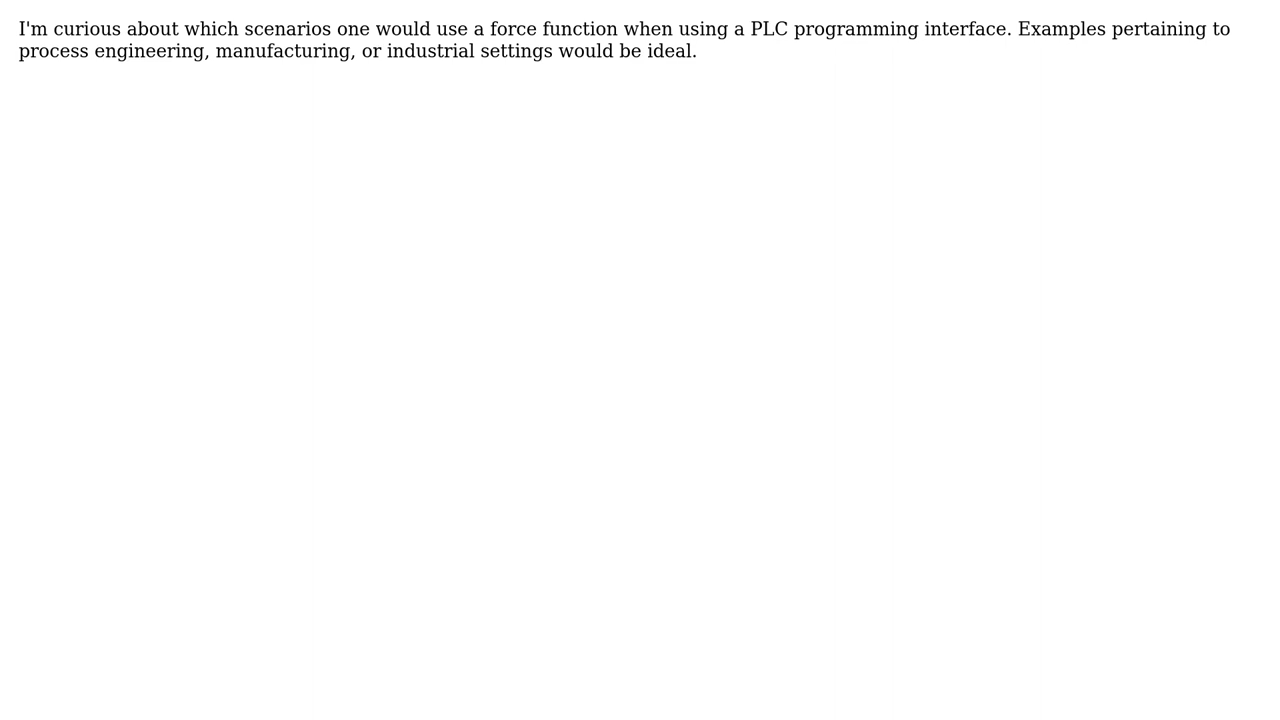 I'm curious about which scenarios one would use a force function when using a PLC programming interface. Examples pertaining to
process engineering, manufacturing, or industrial settings would be ideal.